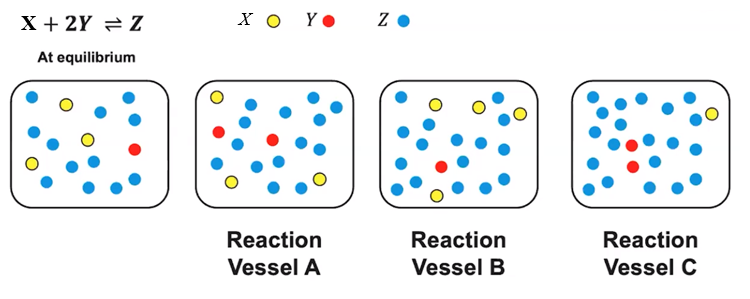 X + 2Y ⇌ Z
X Y Z
At equilibrium
Reaction
Vessel A
Reaction
Vessel B
Reaction
Vessel C